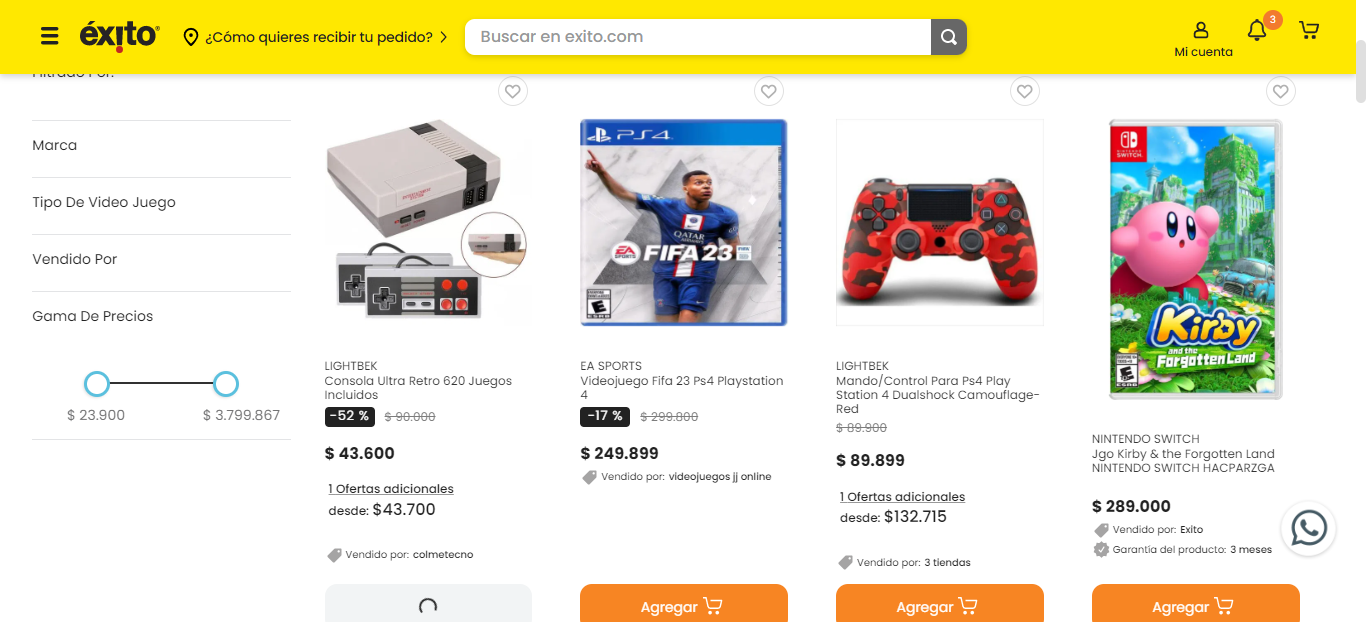 éxito
¿Cómo quieres recibir tu pedido?
Buscar en exito.com
Mi cuenta
3
Filtrado Por:
Marca
Tipo De Video Juego
Vendido Por
Gama De Precios
$ 23.900
$ 3.799.867
LIGHTBEK
Consola Ultra Retro 620 Juegos
Incluidos
-52 % $ 90.000
$ 43.600
1 Ofertas adicionales
desde: $43.700
Vendido por: colmetecno
PS4
QATAR
EA
SPORTS
FIFA 23
ESRB
EA SPORTS
Videojuego Fifa 23 Ps4 Playstation
4
-17 % $ 299.800
$ 249.899
Vendido por: videojuegos jj online
Agregar
LIGHTBEK
Mando/Control Para Ps4 Play
Station 4 Dualshock Camouflage-
Red
$ 89.900
$ 89.899
1 Ofertas adicionales
desde: $132.715
Vendido por: 3 tiendas
Agregar
NINTENDO
SWITCH
Kirby
and the
Forgotten Land
ESRB
NINTENDO SWITCH
Jgo Kirby & the Forgotten Land
NINTENDO SWITCH HACPARZGA
$ 289.000
Vendido por: Exito
Garantía del producto: 3 meses
Agregar